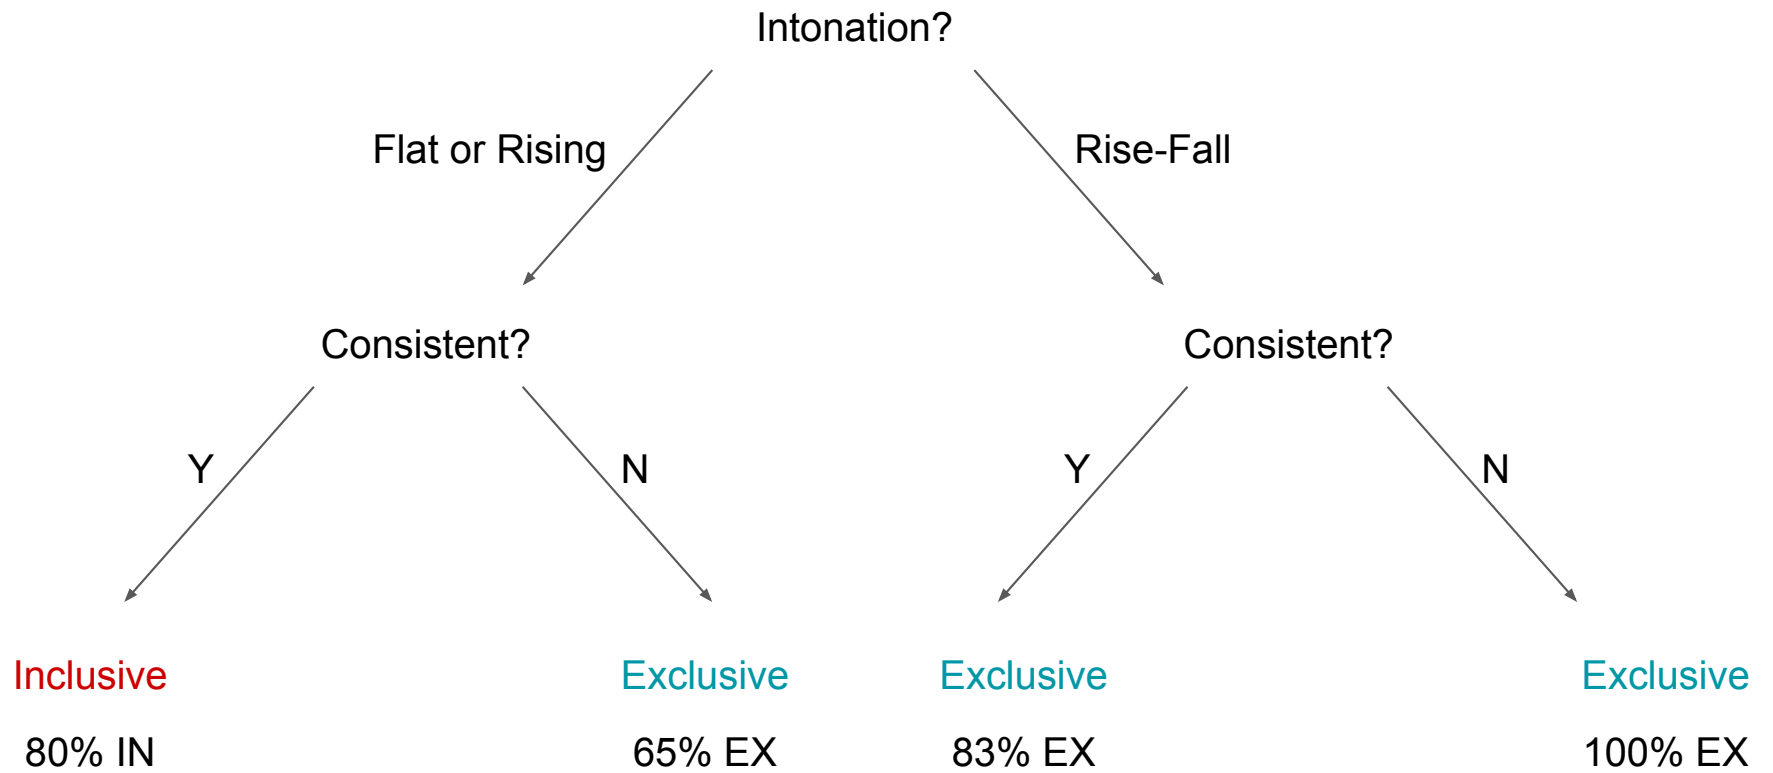 Intonation?
Flat or Rising
Rise-Fall
Consistent?
Consistent?
Y
N
Y
N
Inclusive
Exclusive
Exclusive
Exclusive
80% IN
65% EX
83% EX
100% EX